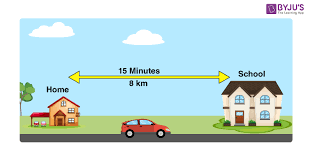 BYJU'S
The Learning App
15 Minutes
School
8 km
Home